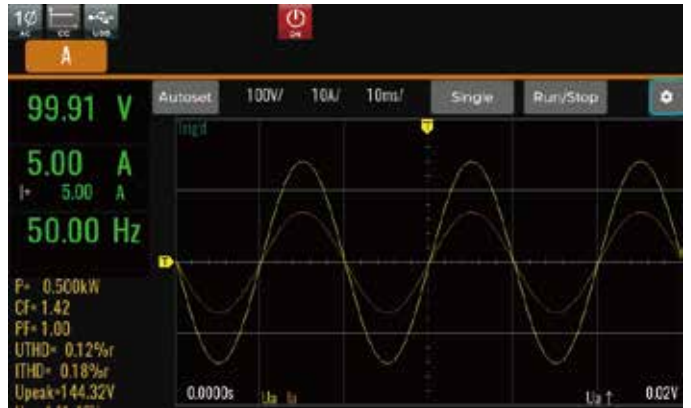 1Ø
AC
CC
USB
ON
A
99.91 V
5.00 A
I= 5.00 A
50.00 Hz
P= 0.500kW
CF= 1.42
PF= 1.00
UTHD= 0.12%r
ITHD= 0.18%r
Upeak=144.32V
Autoset 100V/ 10A/ 10ms/ Single Run/Stop
Trig'd
T
T
0.0000s Ua Ia Ua↑ 0.02V